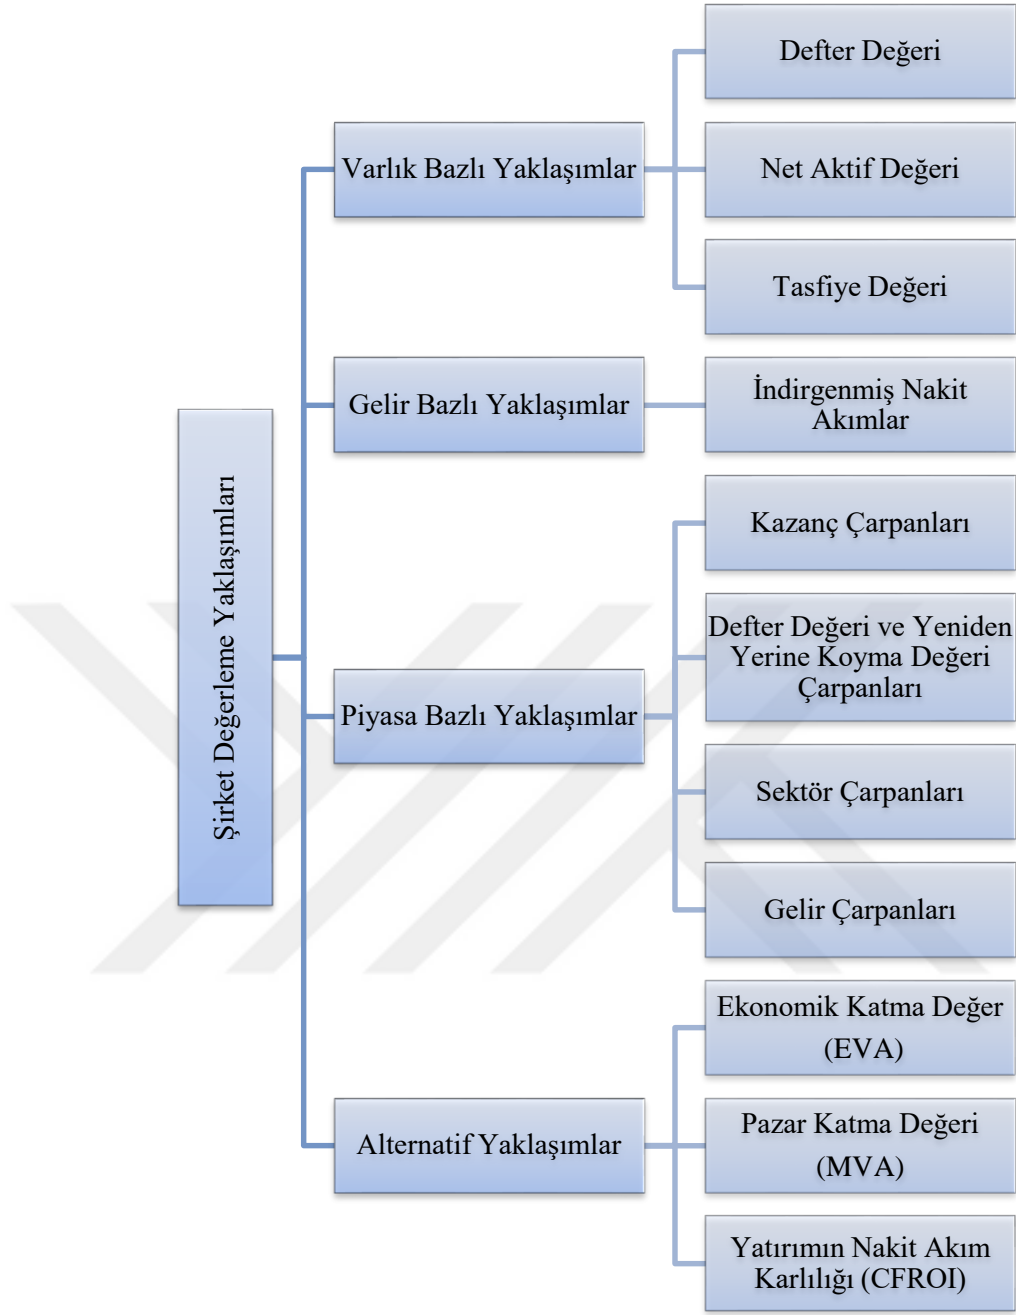 Şirket Değerleme Yaklaşımları
Varlık Bazlı Yaklaşımlar
Defter Değeri
Net Aktif Değeri
Tasfiye Değeri
Gelir Bazlı Yaklaşımlar
İndirgenmiş Nakit
Akımlar
Piyasa Bazlı Yaklaşımlar
Kazanç Çarpanları
Defter Değeri ve Yeniden
Yerine Koyma Değeri
Çarpanları
Sektör Çarpanları
Gelir Çarpanları
Alternatif Yaklaşımlar
Ekonomik Katma Değer
(EVA)
Pazar Katma Değeri
(MVA)
Yatırımın Nakit Akım
Karlılığı (CFROI)